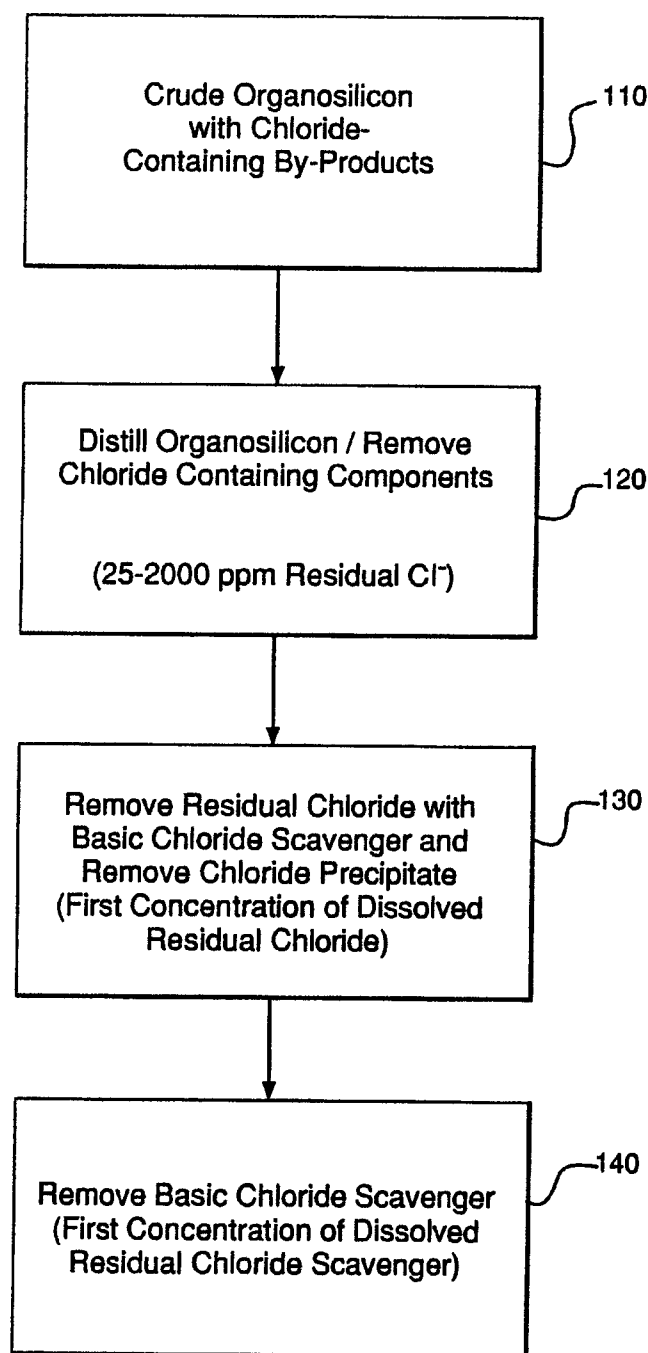 Crude Organosilicon
with Chloride-
Containing By-Products
110
Distill Organosilicon / Remove
Chloride Containing Components
(25-2000 ppm Residual Cl⁻)
120
Remove Residual Chloride with
Basic Chloride Scavenger and
Remove Chloride Precipitate
(First Concentration of Dissolved
Residual Chloride)
130
Remove Basic Chloride Scavenger
(First Concentration of Dissolved
Residual Chloride Scavenger)
140